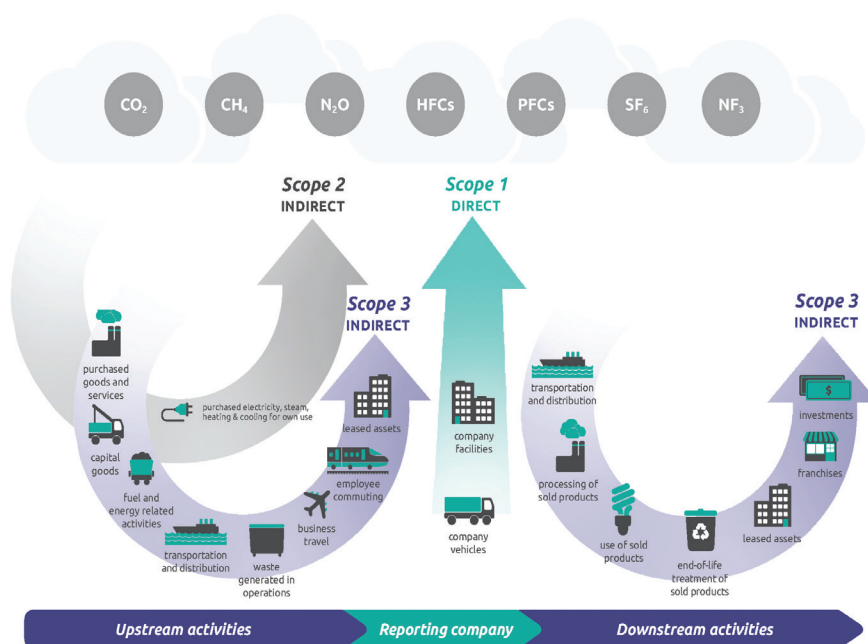 CO₂
CH₄
N₂O
HFCs
PFCs
SF₆
NF₃
Scope 2
INDIRECT
Scope 1
DIRECT
Scope 3
INDIRECT
Scope 3
INDIRECT
purchased
goods and
services
capital
goods
fuel and
energy related
activities
transportation
and distribution
waste
generated in
operations
business
travel
employee
commuting
leased assets
purchased electricity, steam,
heating & cooling for own use
company
facilities
company
vehicles
transportation
and distribution
processing of
sold products
use of sold
products
end-of-life
treatment of
sold products
leased assets
franchises
$
investments
Upstream activities
Reporting company
Downstream activities